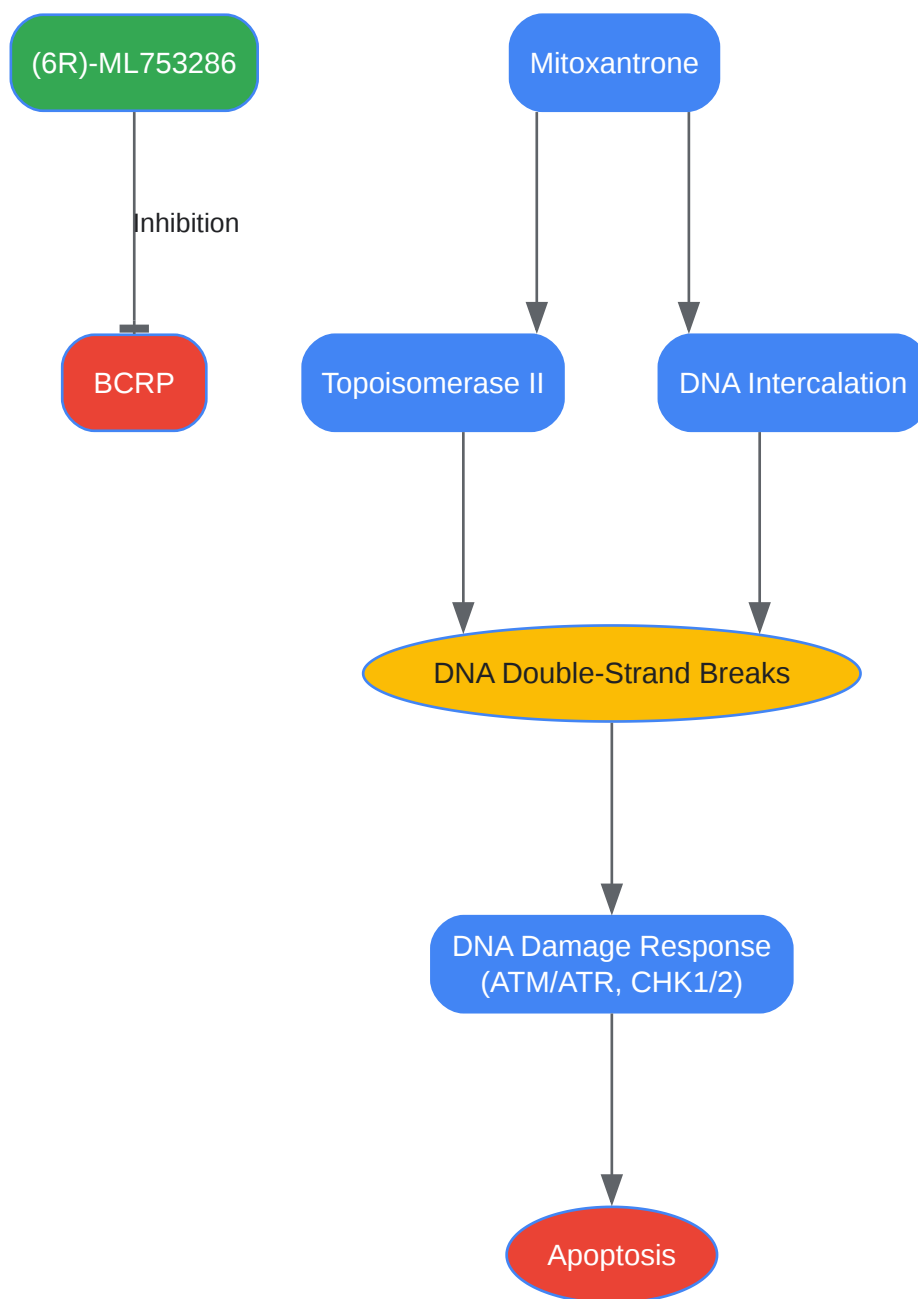 (6R)-ML753286
Mitoxantrone
Inhibition
BCRP
Topoisomerase II
DNA Intercalation
DNA Double-Strand Breaks
DNA Damage Response
(ATM/ATR, CHK1/2)
Apoptosis